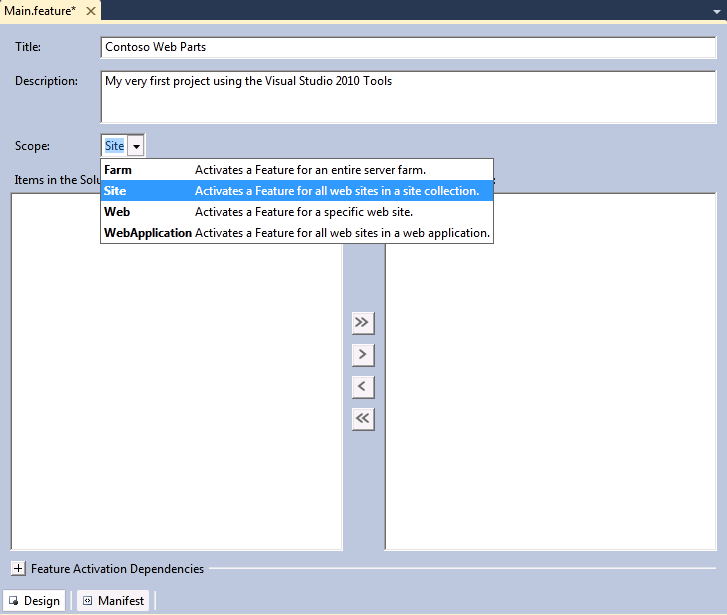 Main.feature*
Title: Contoso Web Parts
Description: My very first project using the Visual Studio 2010 Tools
Scope: Site
Farm Activates a Feature for an entire server farm.
Items in the Solu
Site Activates a Feature for all web sites in a site collection.
Web Activates a Feature for a specific web site.
WebApplication Activates a Feature for all web sites in a web application.
>>
>
<
<<
+ Feature Activation Dependencies
Design Manifest